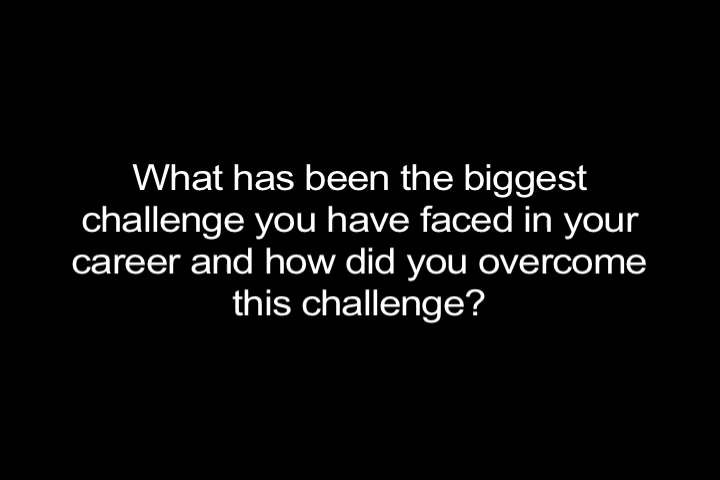 What has been the biggest
challenge you have faced in your
career and how did you overcome
this challenge?